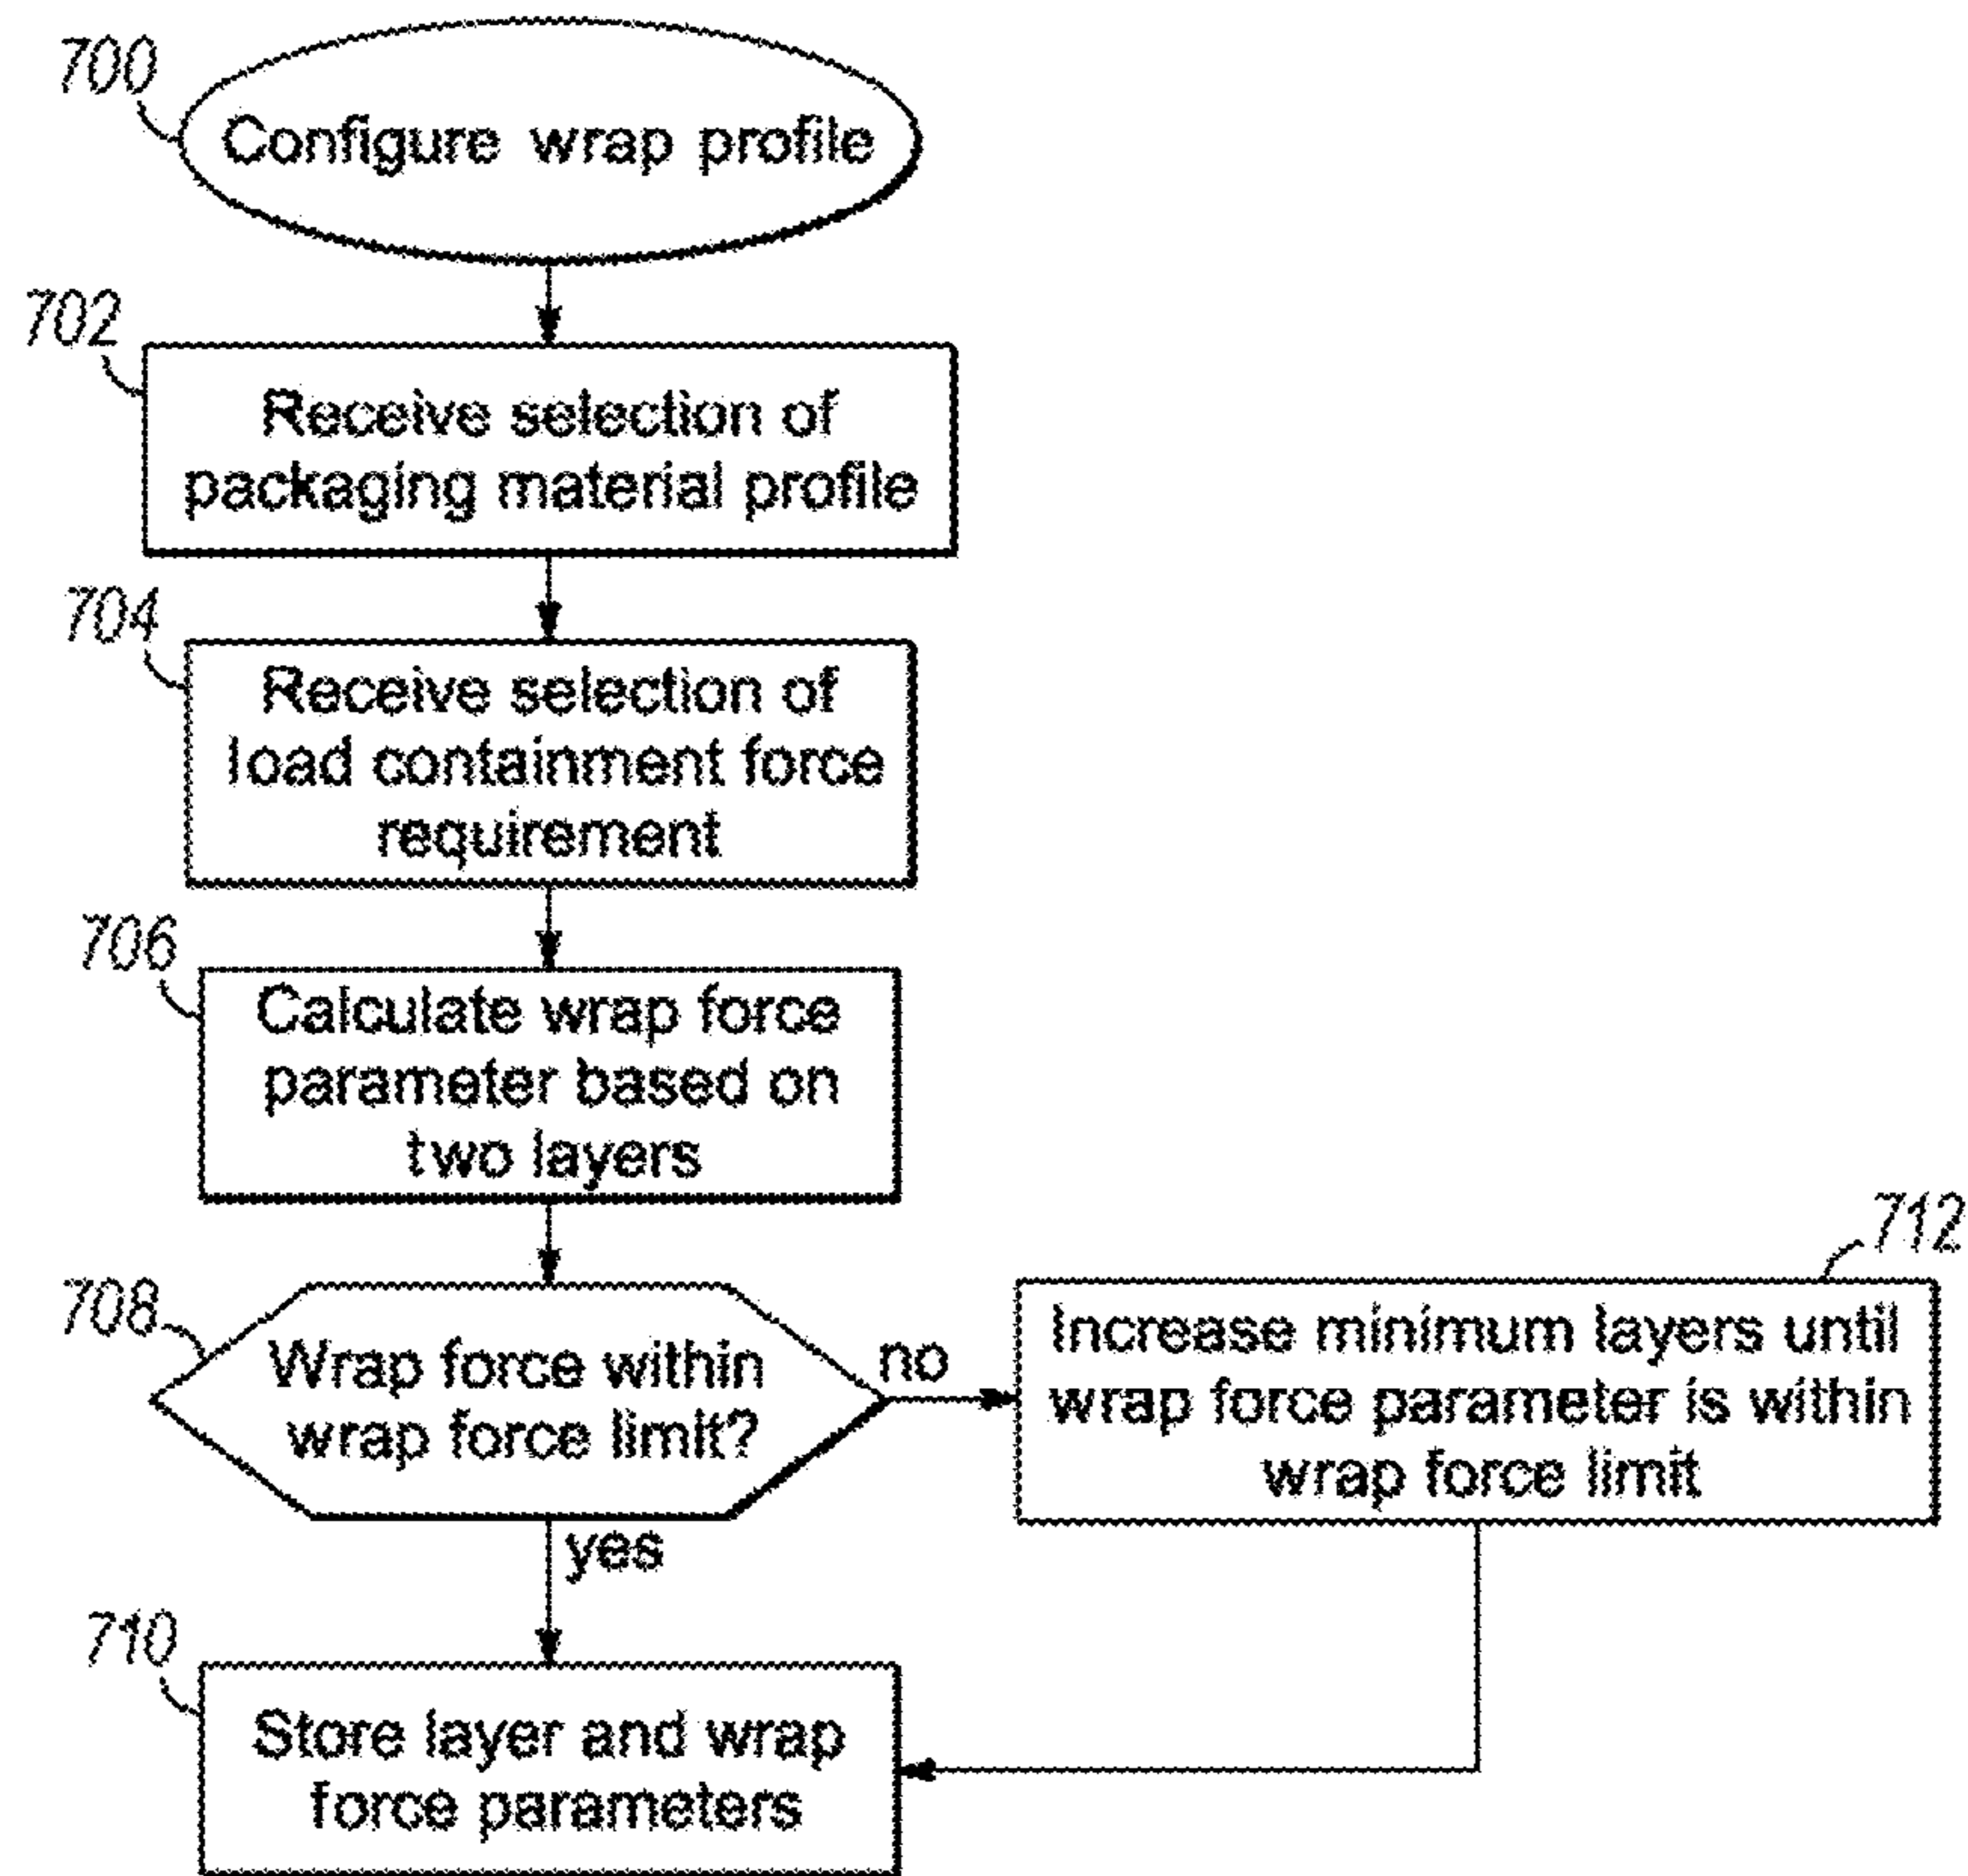 700
Configure wrap profile
702
Receive selection of
packaging material profile
704
Receive selection of
load containment force
requirement
706
Calculate wrap force
parameter based on
two layers
708
Wrap force within
wrap force limit?
no
712
Increase minimum layers until
wrap force parameter is within
wrap force limit
yes
710
Store layer and wrap
force parameters